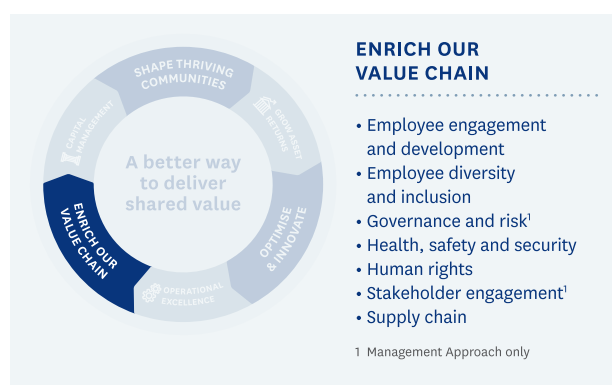 SHAPE THRIVING
COMMUNITIES
GROW ASSET
RETURNS
OPTIMISE
& INNOVATE
OPERATIONAL
EXCELLENCE
ENRICH OUR
VALUE CHAIN
CAPITAL
MANAGEMENT
A better way
to deliver
shared value
ENRICH OUR
VALUE CHAIN
• Employee engagement
and development
• Employee diversity
and inclusion
• Governance and risk¹
• Health, safety and security
• Human rights
• Stakeholder engagement¹
• Supply chain
1 Management Approach only